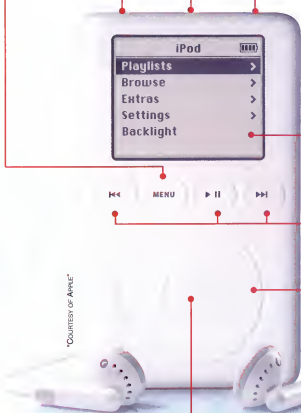 iPod
Playlists >
Browse >
Extras >
Settings >
Backlight
MENU
"COURTESY OF APPLE"